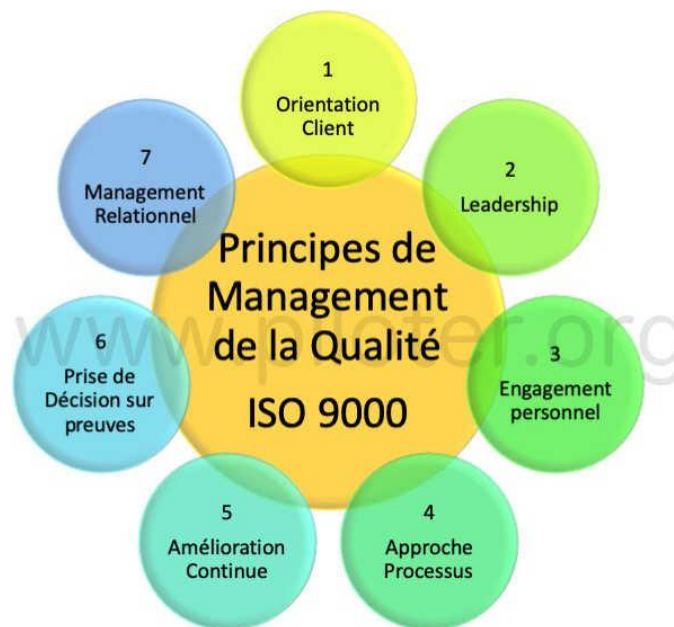 Principes de
Management
de la Qualité
ISO 9000
1
Orientation
Client
2
Leadership
3
Engagement
personnel
4
Approche
Processus
5
Amélioration
Continue
6
Prise de
Décision sur
preuves
7
Management
Relationnel
www.piloter.org